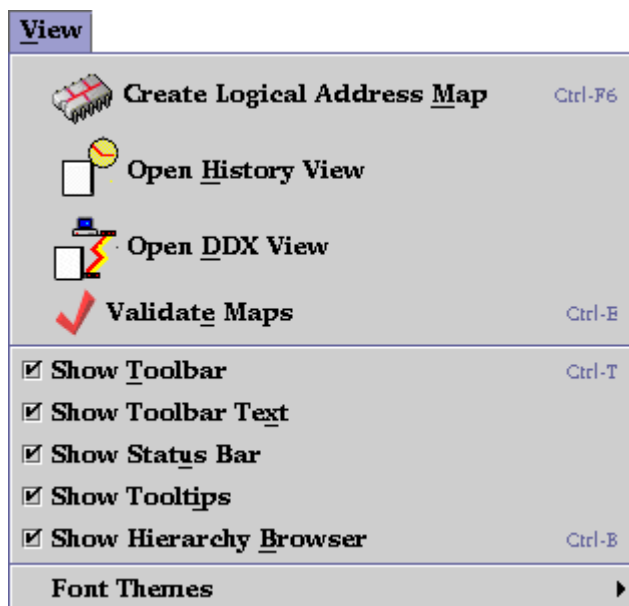 View
Create Logical Address Map Ctrl-F6
Open History View
Open DDX View
Validate Maps Ctrl-E
Show Toolbar Ctrl-T
Show Toolbar Text
Show Status Bar
Show Tooltips
Show Hierarchy Browser Ctrl-B
Font Themes